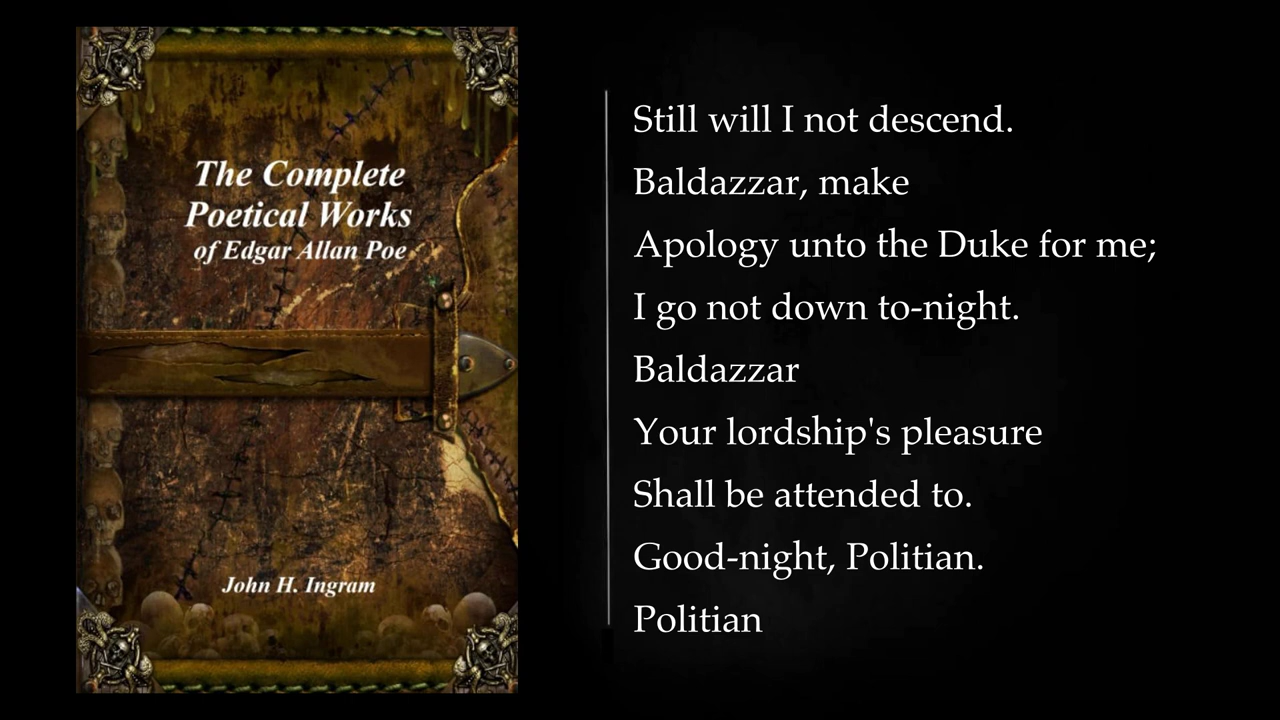 The Complete
Poetical Works
of Edgar Allan Poe
John H. Ingram
Still will I not descend.
Baldazzar, make
Apology unto the Duke for me;
I go not down to-night.
Baldazzar
Your lordship's pleasure
Shall be attended to.
Good-night, Politian.
Politian